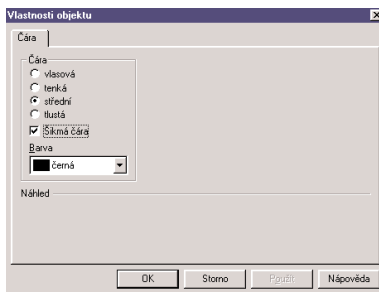 Vlastnosti objektu
Čára
Čára
vlasová
tenká
střední
tlustá
Šikmá čára
Barva
černá
Náhled
OK
Storno
Použít
Nápověda